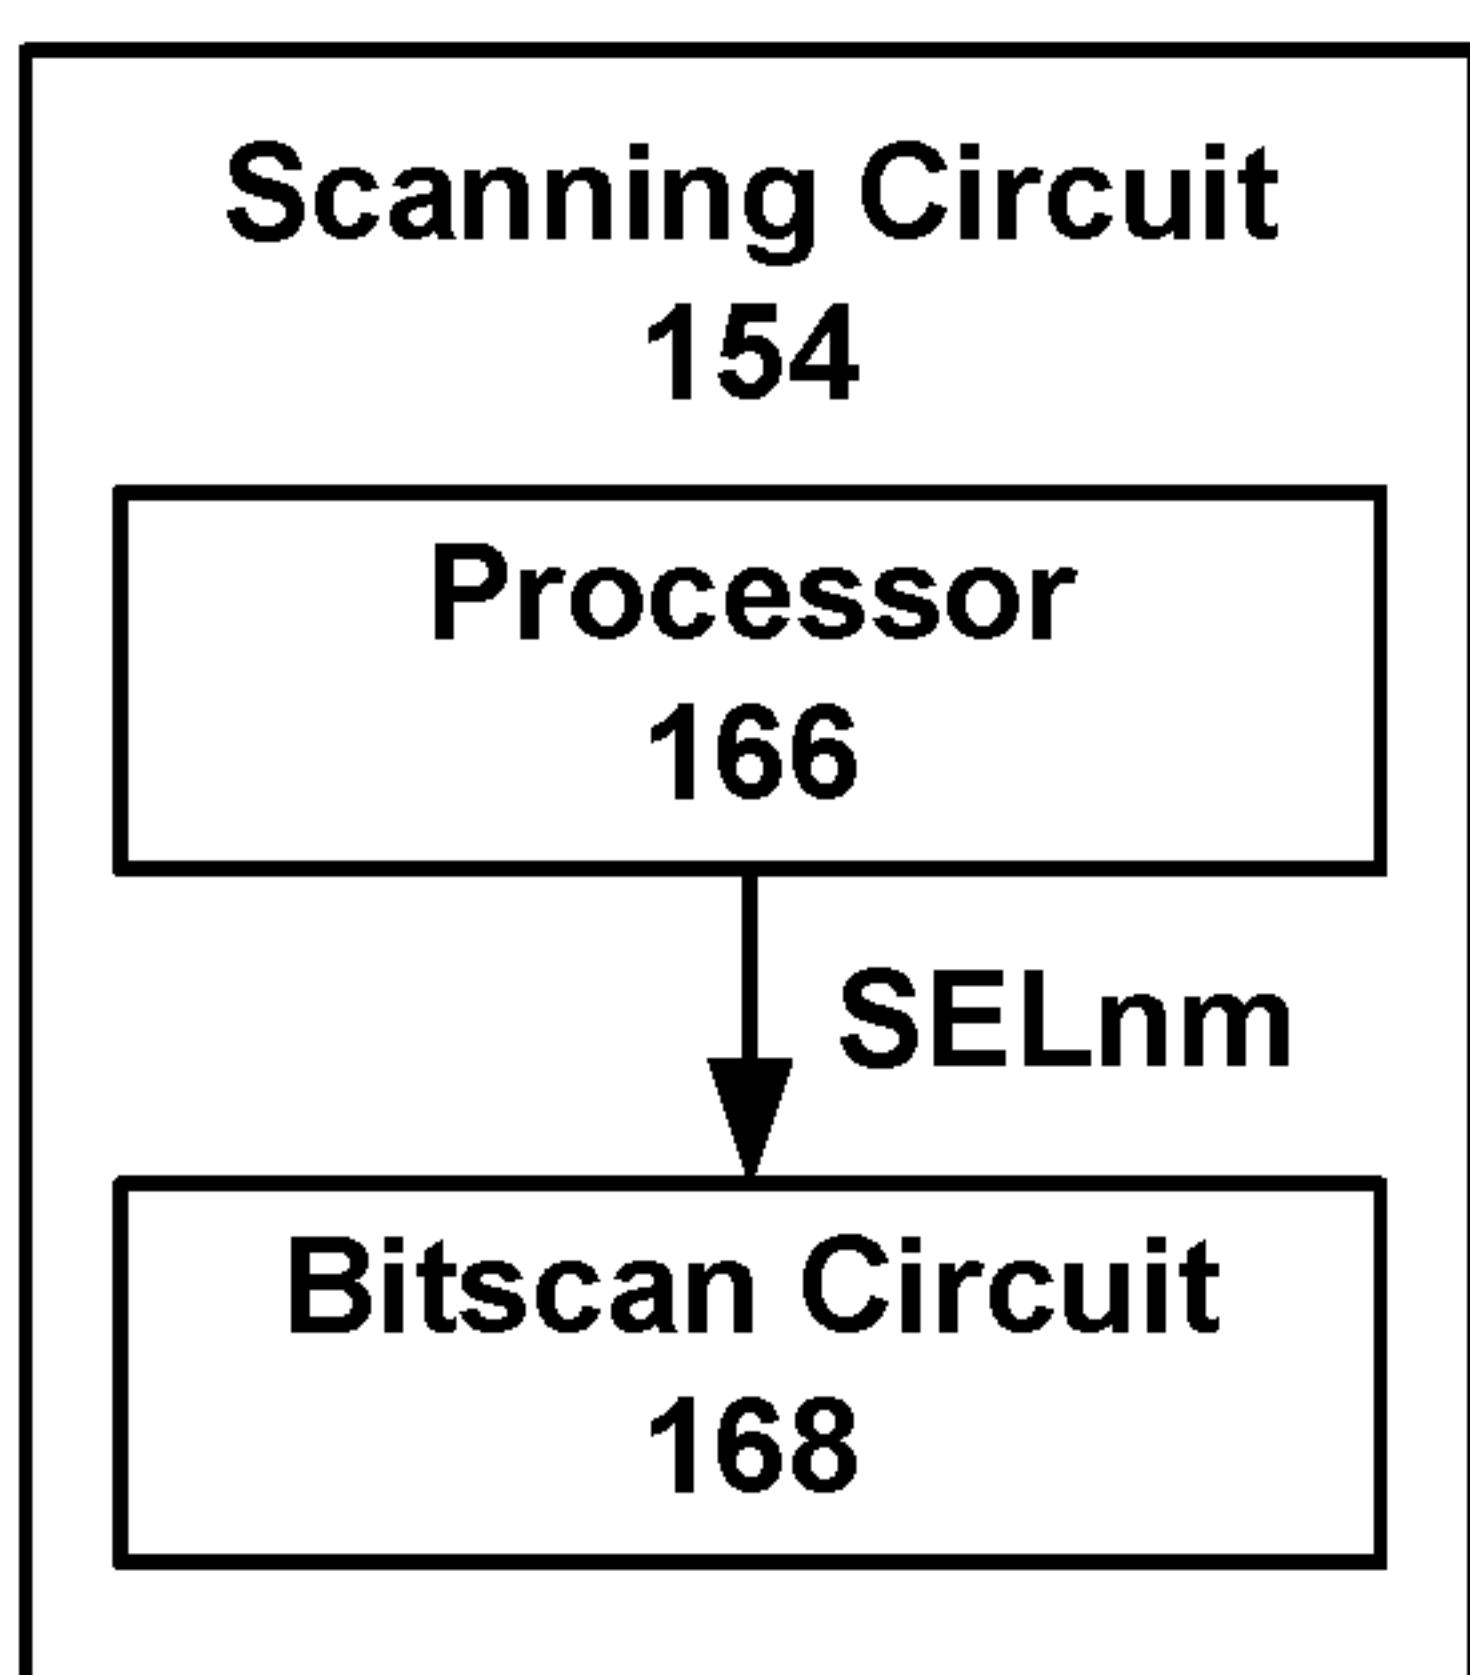 Scanning Circuit
154
Processor
166
SELnm
Bitscan Circuit
168